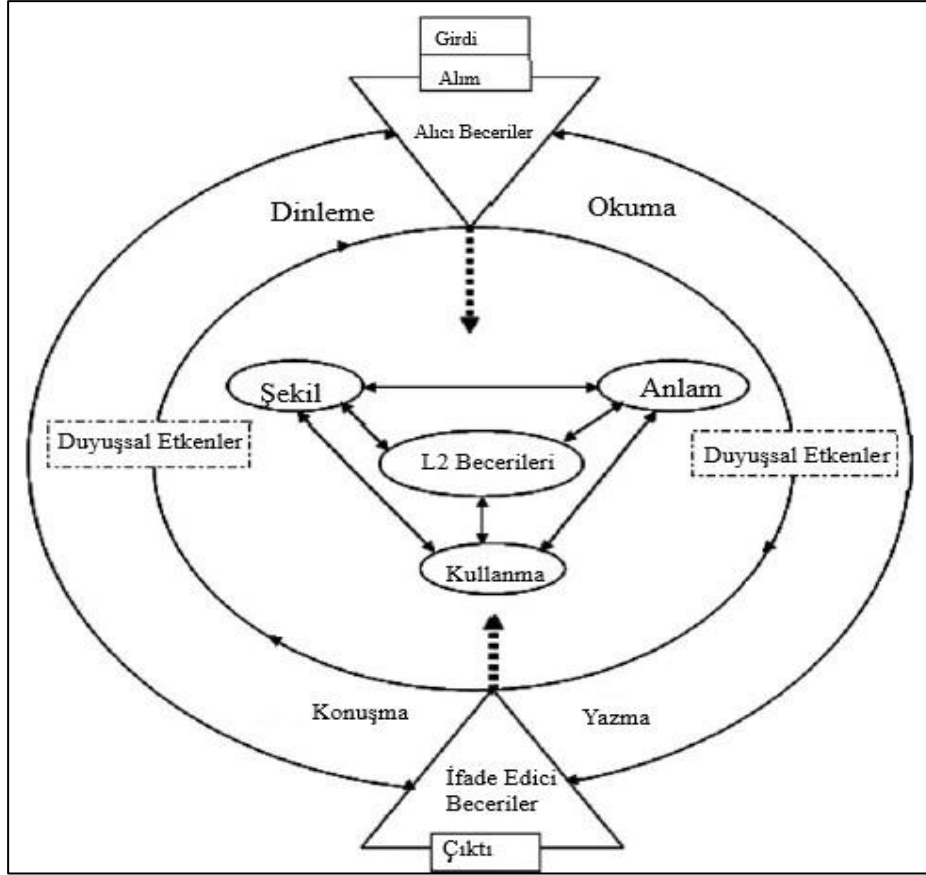 Girdi
Alım
Alıcı Beceriler
Dinleme
Okuma
Şekil
Anlam
Duyuşsal Etkenler
L2 Becerileri
Duyuşsal Etkenler
Kullanma
Konuşma
Yazma
İfade Edici
Beceriler
Çıktı